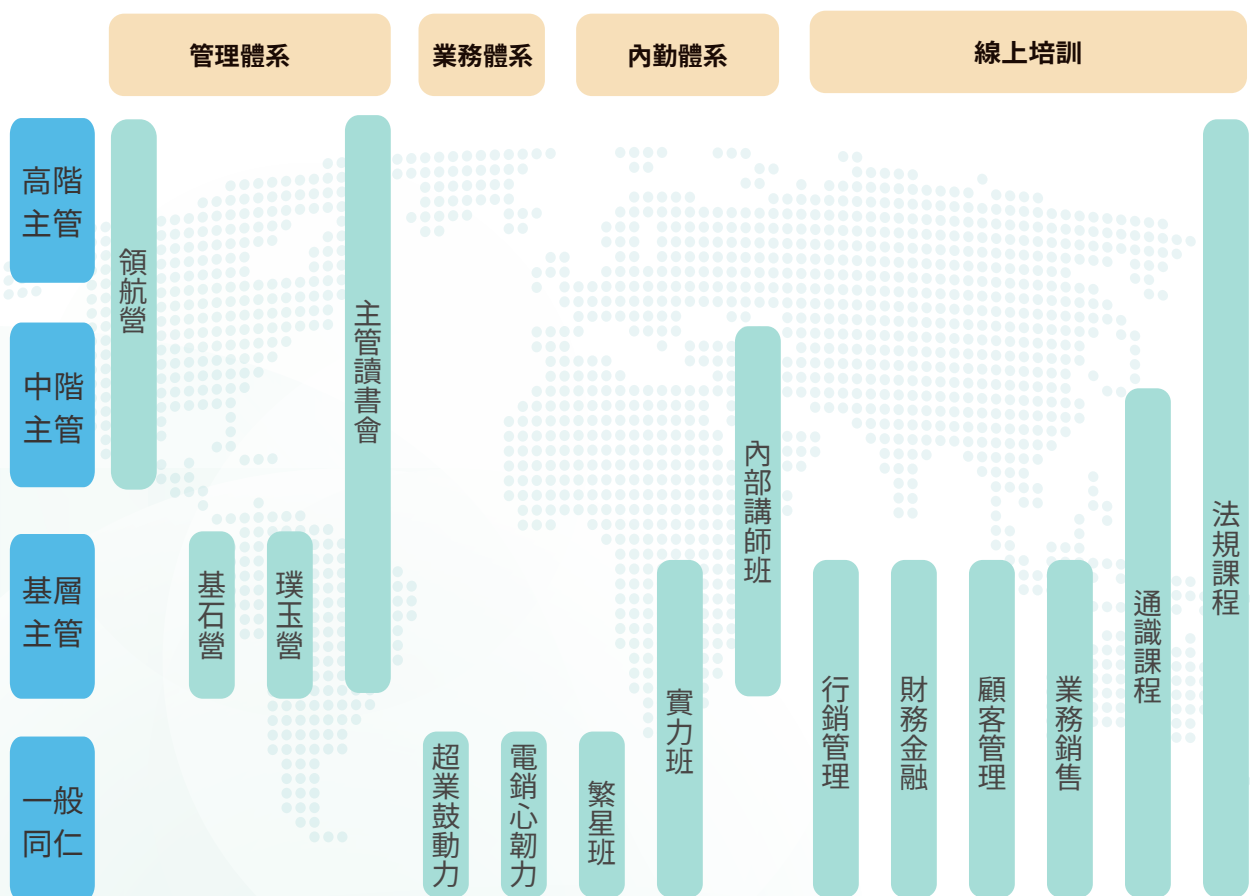 管理體系
業務體系
內勤體系
線上培訓
高階
主管
中階
主管
基層
主管
一般
同仁
領航營
基石營
璞玉營
主管讀書會
超業鼓動力
電銷心韌力
繁星班
實力班
內部講師班
行銷管理
財務金融
顧客管理
業務銷售
通識課程
法規課程